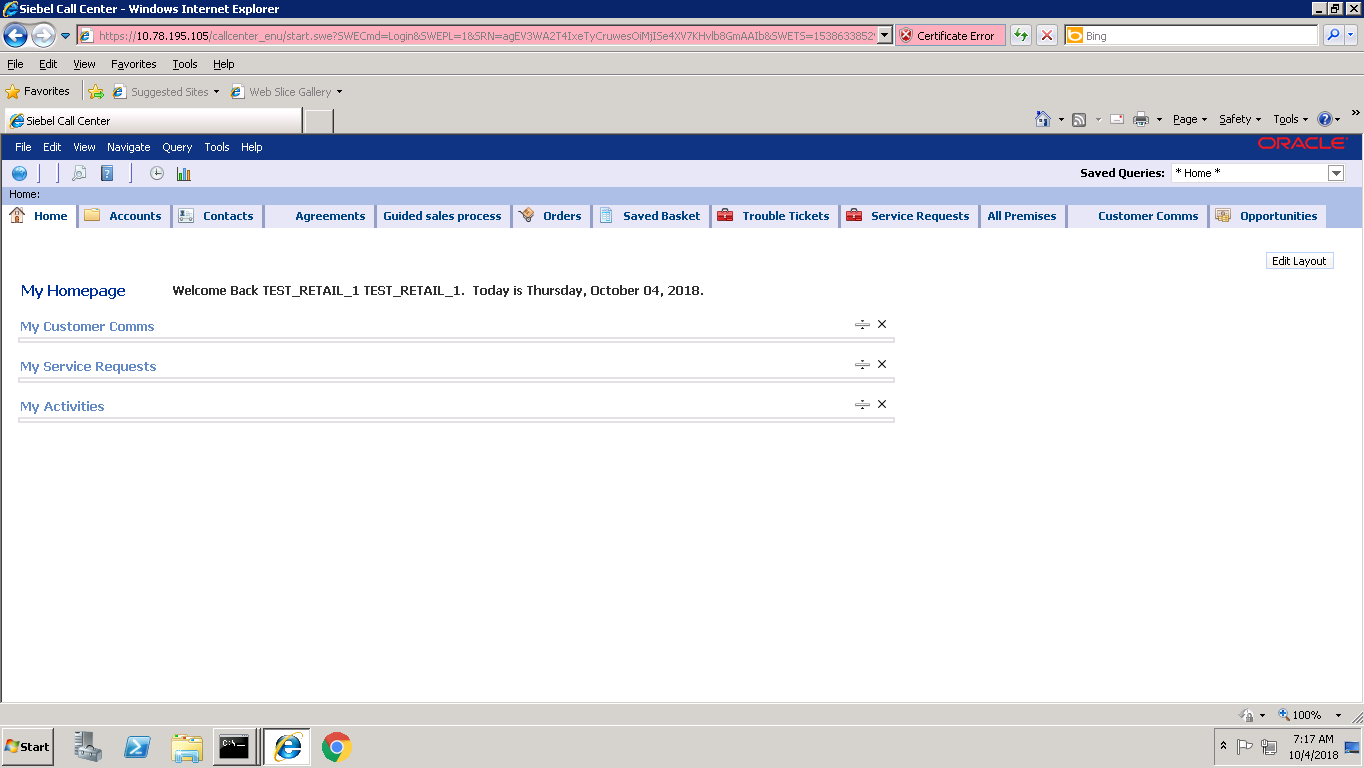 Siebel Call Center - Windows Internet Explorer
https://10.78.195.105/callcenter_enu/start.swe?SWECmd=Login&SWEPL=1&SRN=agEV3WA2T4IxeTyCruwesOiMjISe4XV7KHvlb8GmAAIb&SWETS=1538633852 Certificate Error Bing
File Edit View Favorites Tools Help
Favorites Suggested Sites Web Slice Gallery
Siebel Call Center Page Safety Tools
File Edit View Navigate Query Tools Help ORACLE
Saved Queries: * Home *
Home:
Home Accounts Contacts Agreements Guided sales process Orders Saved Basket Trouble Tickets Service Requests All Premises Customer Comms Opportunities
Edit Layout
My Homepage Welcome Back TEST_RETAIL_1 TEST_RETAIL_1. Today is Thursday, October 04, 2018.
My Customer Comms
My Service Requests
My Activities
100%
Start C:\. 7:17 AM
10/4/2018